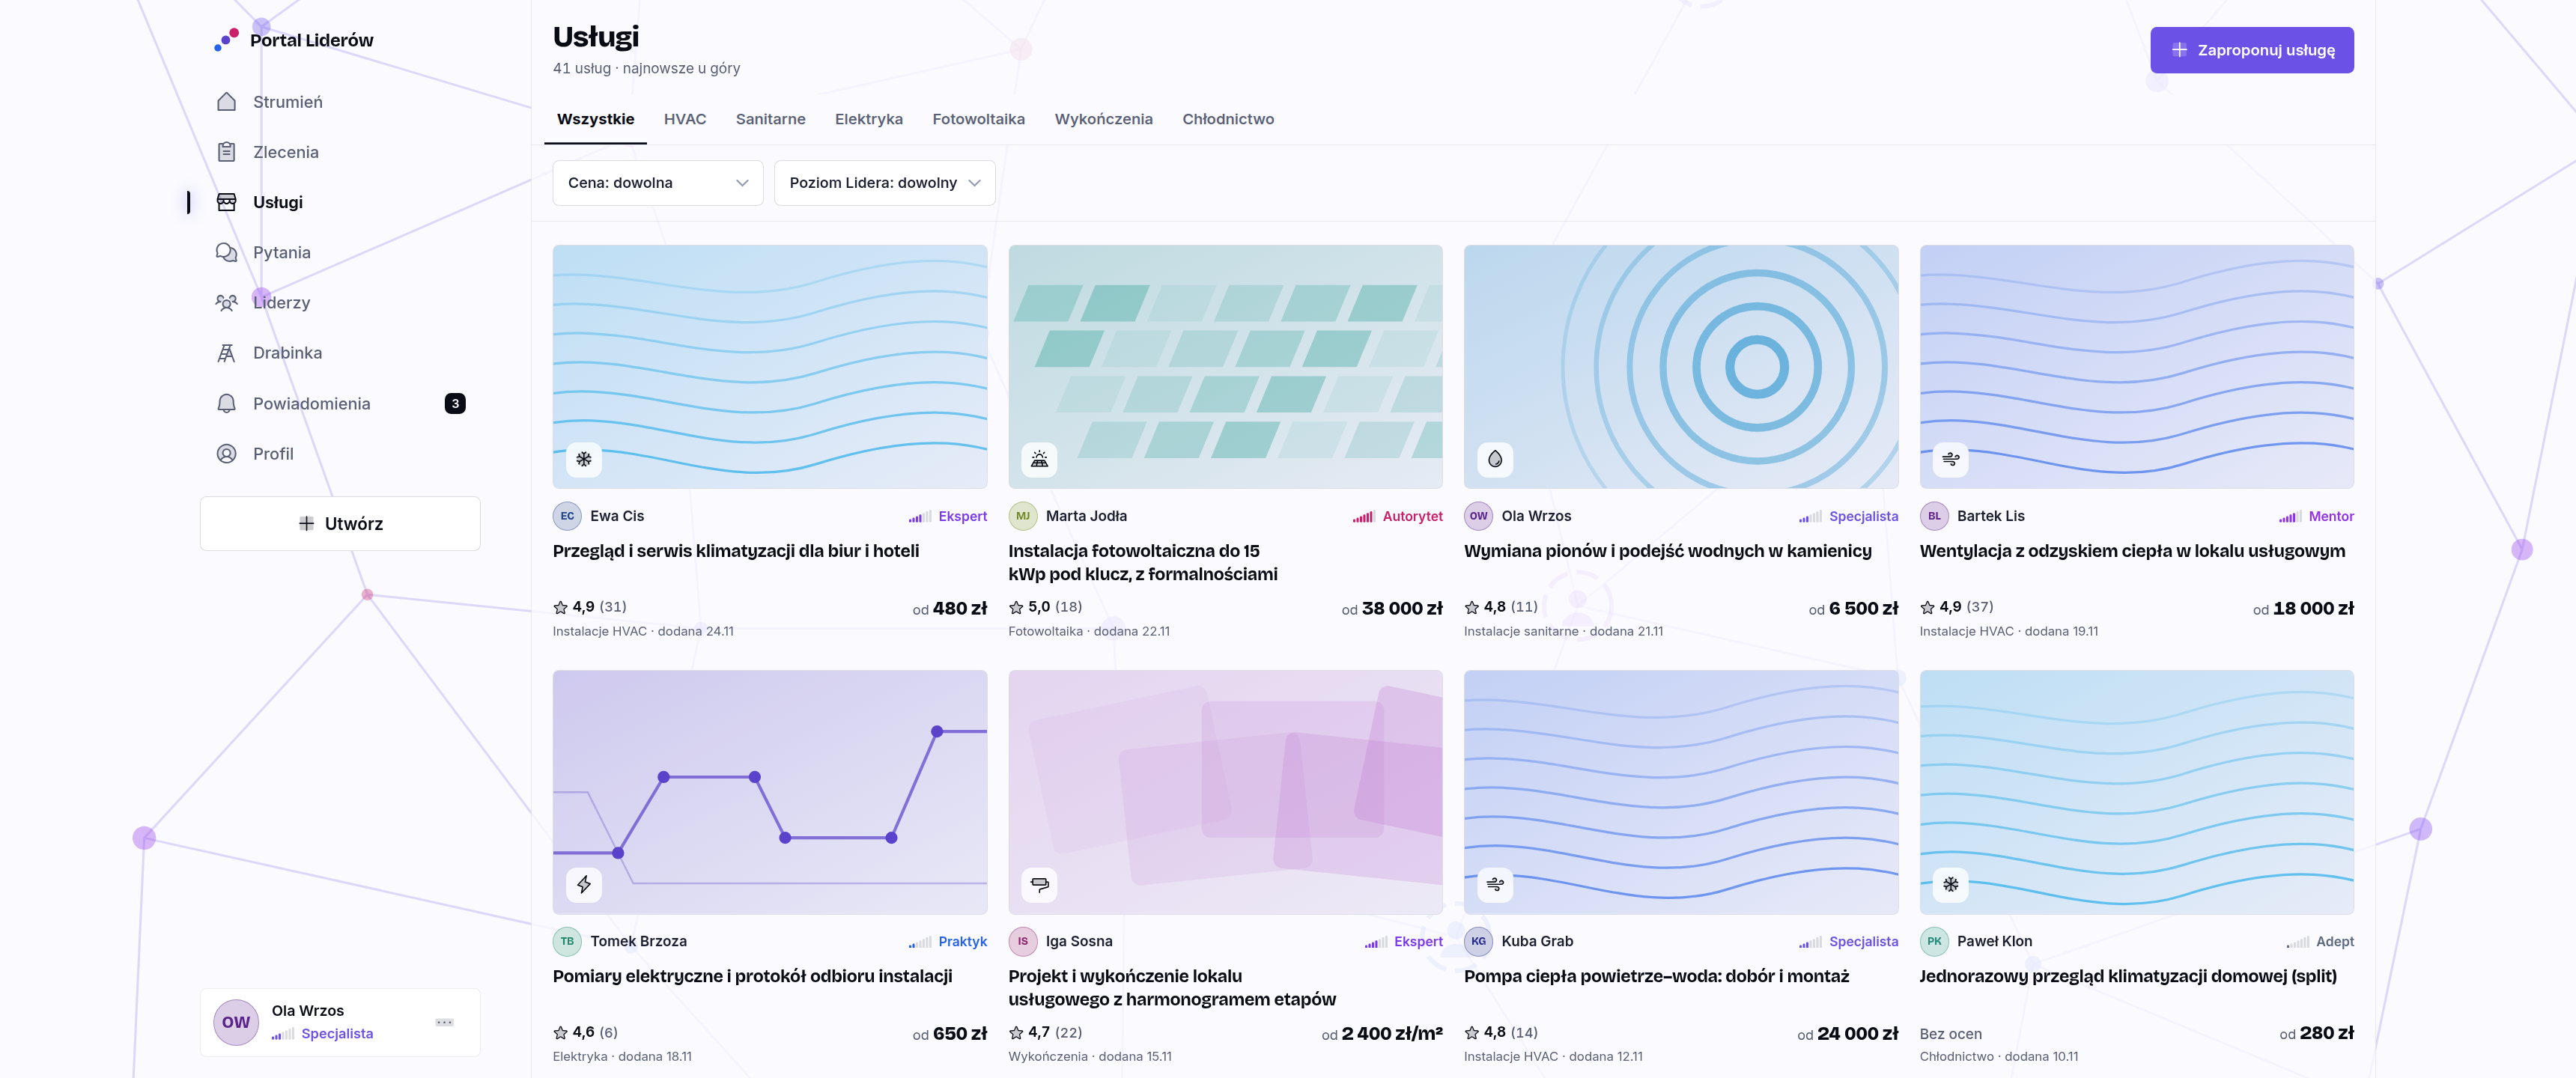 Portal Liderów
Strumień
Zlecenia
Usługi
Pytania
Liderzy
Drabinka
Powiadomienia 3
Profil
Utwórz
OW Ola Wrzos
Specjalista
Usługi
41 usług · najnowsze u góry
Zaproponuj usługę
Wszystkie HVAC Sanitarne Elektryka Fotowoltaika Wykończenia Chłodnictwo
Cena: dowolna Poziom Lidera: dowolny
EC Ewa Cis Ekspert
Przegląd i serwis klimatyzacji dla biur i hoteli
4,9 (31) od 480 zł
Instalacje HVAC · dodana 24.11
MJ Marta Jodła Autorytet
Instalacja fotowoltaiczna do 15
kWp pod klucz, z formalnościami
5,0 (18) od 38 000 zł
Fotowoltaika · dodana 22.11
OW Ola Wrzos Specjalista
Wymiana pionów i podejść wodnych w kamienicy
4,8 (11) od 6 500 zł
Instalacje sanitarne · dodana 21.11
BL Bartek Lis Mentor
Wentylacja z odzyskiem ciepła w lokalu usługowym
4,9 (37) od 18 000 zł
Instalacje HVAC · dodana 19.11
TB Tomek Brzoza Praktyk
Pomiary elektryczne i protokół odbioru instalacji
4,6 (6) od 650 zł
Elektryka · dodana 18.11
IS Iga Sosna Ekspert
Projekt i wykończenie lokalu
usługowego z harmonogramem etapów
4,7 (22) od 2 400 zł/m²
Wykończenia · dodana 15.11
KG Kuba Grab Specjalista
Pompa ciepła powietrze–woda: dobór i montaż
4,8 (14) od 24 000 zł
Instalacje HVAC · dodana 12.11
PK Paweł Klon Adept
Jednorazowy przegląd klimatyzacji domowej (split)
Bez ocen od 280 zł
Chłodnictwo · dodana 10.11